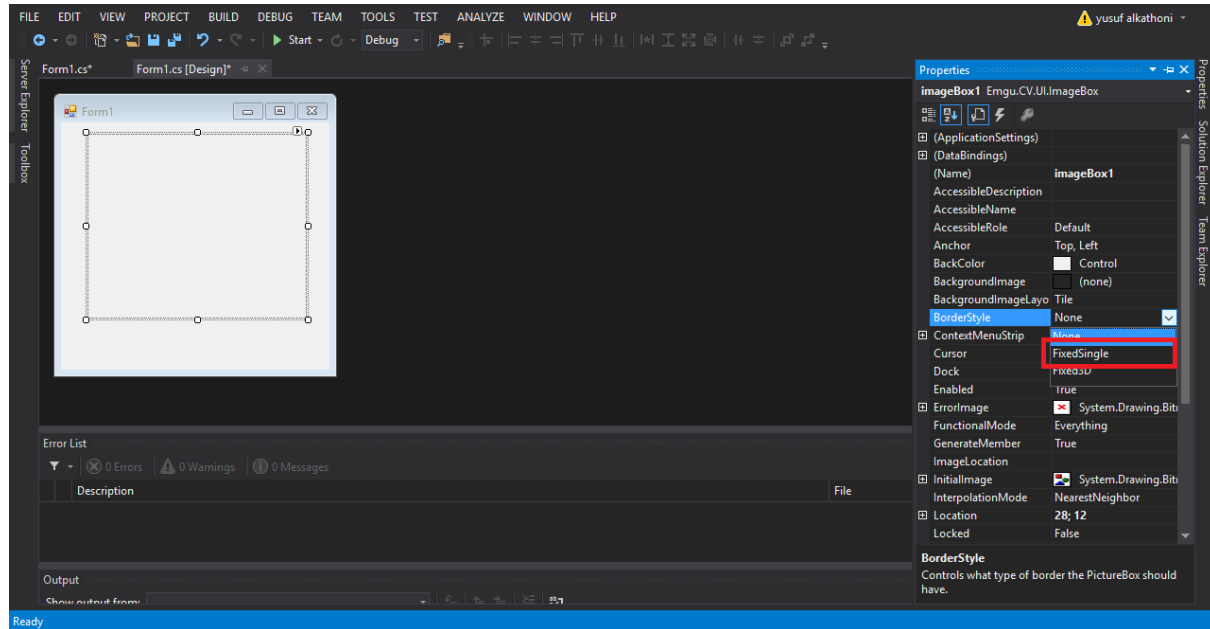 FILE EDIT VIEW PROJECT BUILD DEBUG TEAM TOOLS TEST ANALYZE WINDOW HELP
yusuf alkathoni
Start
Debug
Server Explorer
Toolbox
Form1.cs*
Form1.cs [Design]*
Form1
Error List
0 Errors
0 Warnings
0 Messages
Description
File
Output
Show output from:
Ready
Properties
imageBox1 Emgu.CV.UI.ImageBox
(ApplicationSettings)
(DataBindings)
(Name) imageBox1
AccessibleDescription
AccessibleName
AccessibleRole Default
Anchor Top, Left
BackColor Control
BackgroundImage (none)
BackgroundImageLayo Tile
BorderStyle None
ContextMenuStrip None
Cursor FixedSingle
Dock Fixed3D
Enabled True
ErrorImage System.Drawing.Bit
FunctionalMode Everything
GenerateMember True
ImageLocation
InitialImage System.Drawing.Bit
InterpolationMode NearestNeighbor
Location 28; 12
Locked False
BorderStyle
Controls what type of border the PictureBox should
have.
Properties
Solution Explorer
Team Explorer